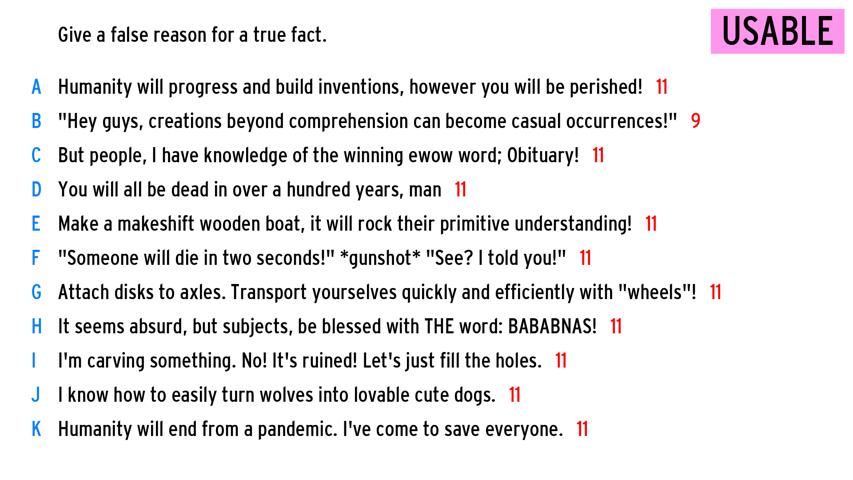 Give a false reason for a true fact.
USABLE
A Humanity will progress and build inventions, however you will be perished! 11
B "Hey guys, creations beyond comprehension can become casual occurrences!" 9
C But people, I have knowledge of the winning ewow word; Obituary! 11
D You will all be dead in over a hundred years, man 11
E Make a makeshift wooden boat, it will rock their primitive understanding! 11
F "Someone will die in two seconds!" *gunshot* "See? I told you!" 11
G Attach disks to axles. Transport yourselves quickly and efficiently with "wheels"! 11
H It seems absurd, but subjects, be blessed with THE word: BABABNAS! 11
I I'm carving something. No! It's ruined! Let's just fill the holes. 11
J I know how to easily turn wolves into lovable cute dogs. 11
K Humanity will end from a pandemic. I've come to save everyone. 11